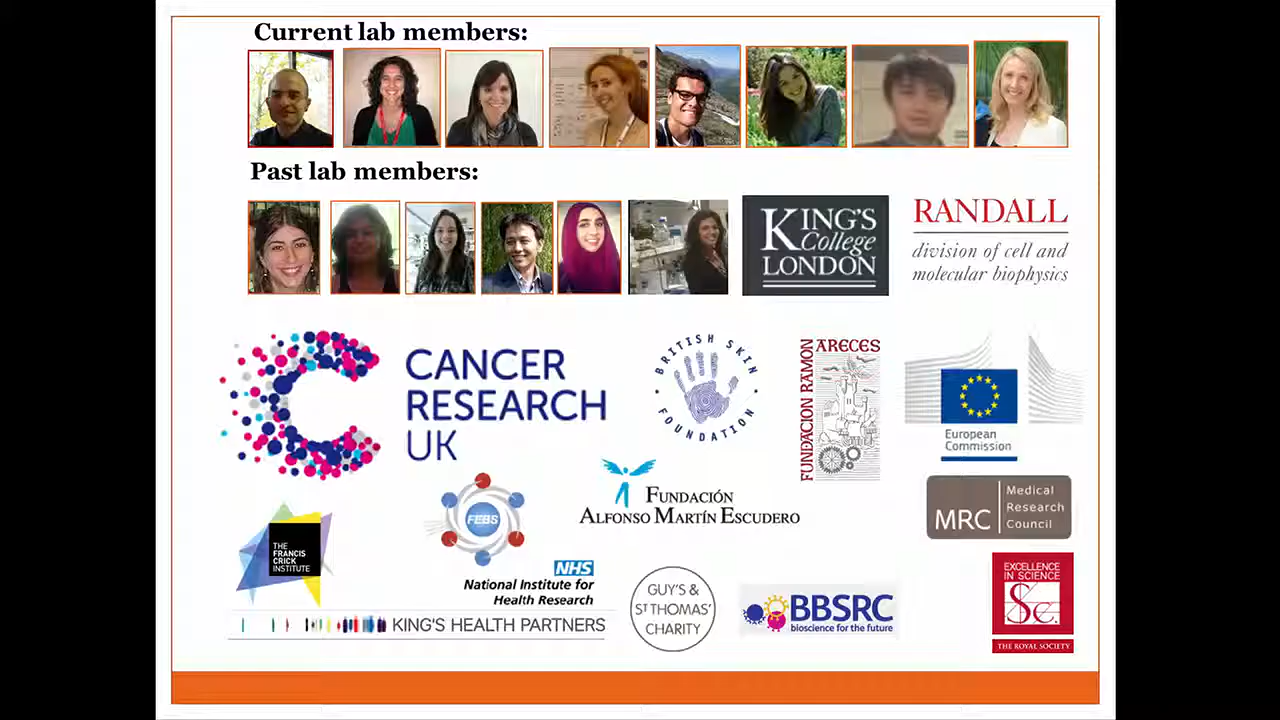 Current lab members:
Past lab members:
KING'S
College
LONDON
RANDALL
division of cell and
molecular biophysics
CANCER
RESEARCH
UK
BRITISH SKIN
FOUNDATION
FUNDACION RAMON
ARECES
European
Commission
FEBS
FUNDACIÓN
ALFONSO MARTÍN ESCUDERO
MRC
Medical
Research
Council
THE
FRANCIS
CRICK
INSTITUTE
NHS
National Institute for
Health Research
KING'S HEALTH PARTNERS
GUY'S &
ST THOMAS'
CHARITY
BBSRC
bioscience for the future
EXCELLENCE
IN SCIENCE
Sc.
THE ROYAL SOCIETY